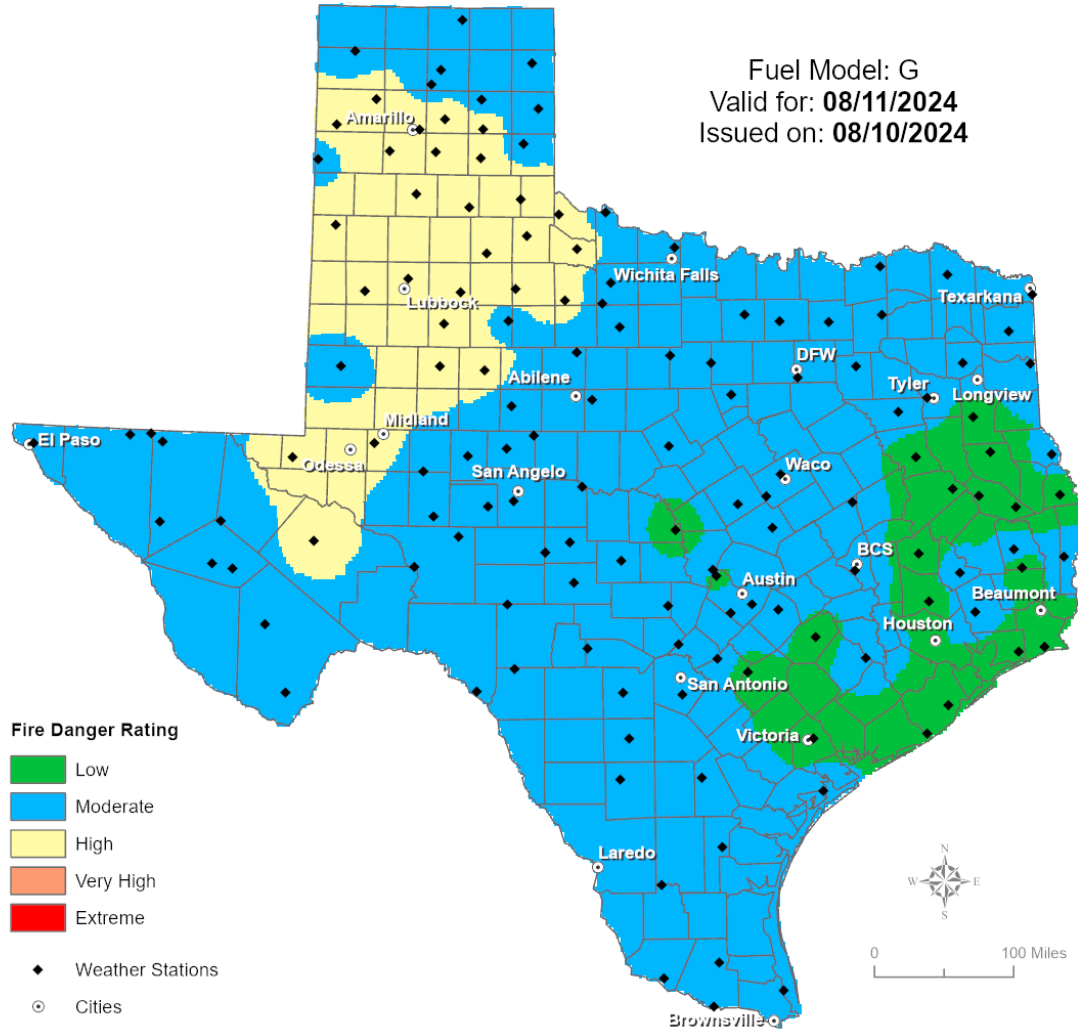 Fuel Model: G
Valid for: 08/11/2024
Issued on: 08/10/2024
Amarillo
Wichita Falls
Lubbock
Texarkana
DFW
Abilene
Tyler
Longview
Midland
El Paso
Odessa
San Angelo
Waco
BCS
Austin
Beaumont
Houston
San Antonio
Victoria
Laredo
Brownsville
Fire Danger Rating
Low
Moderate
High
Very High
Extreme
Weather Stations
Cities
N
W E
S
0 100 Miles